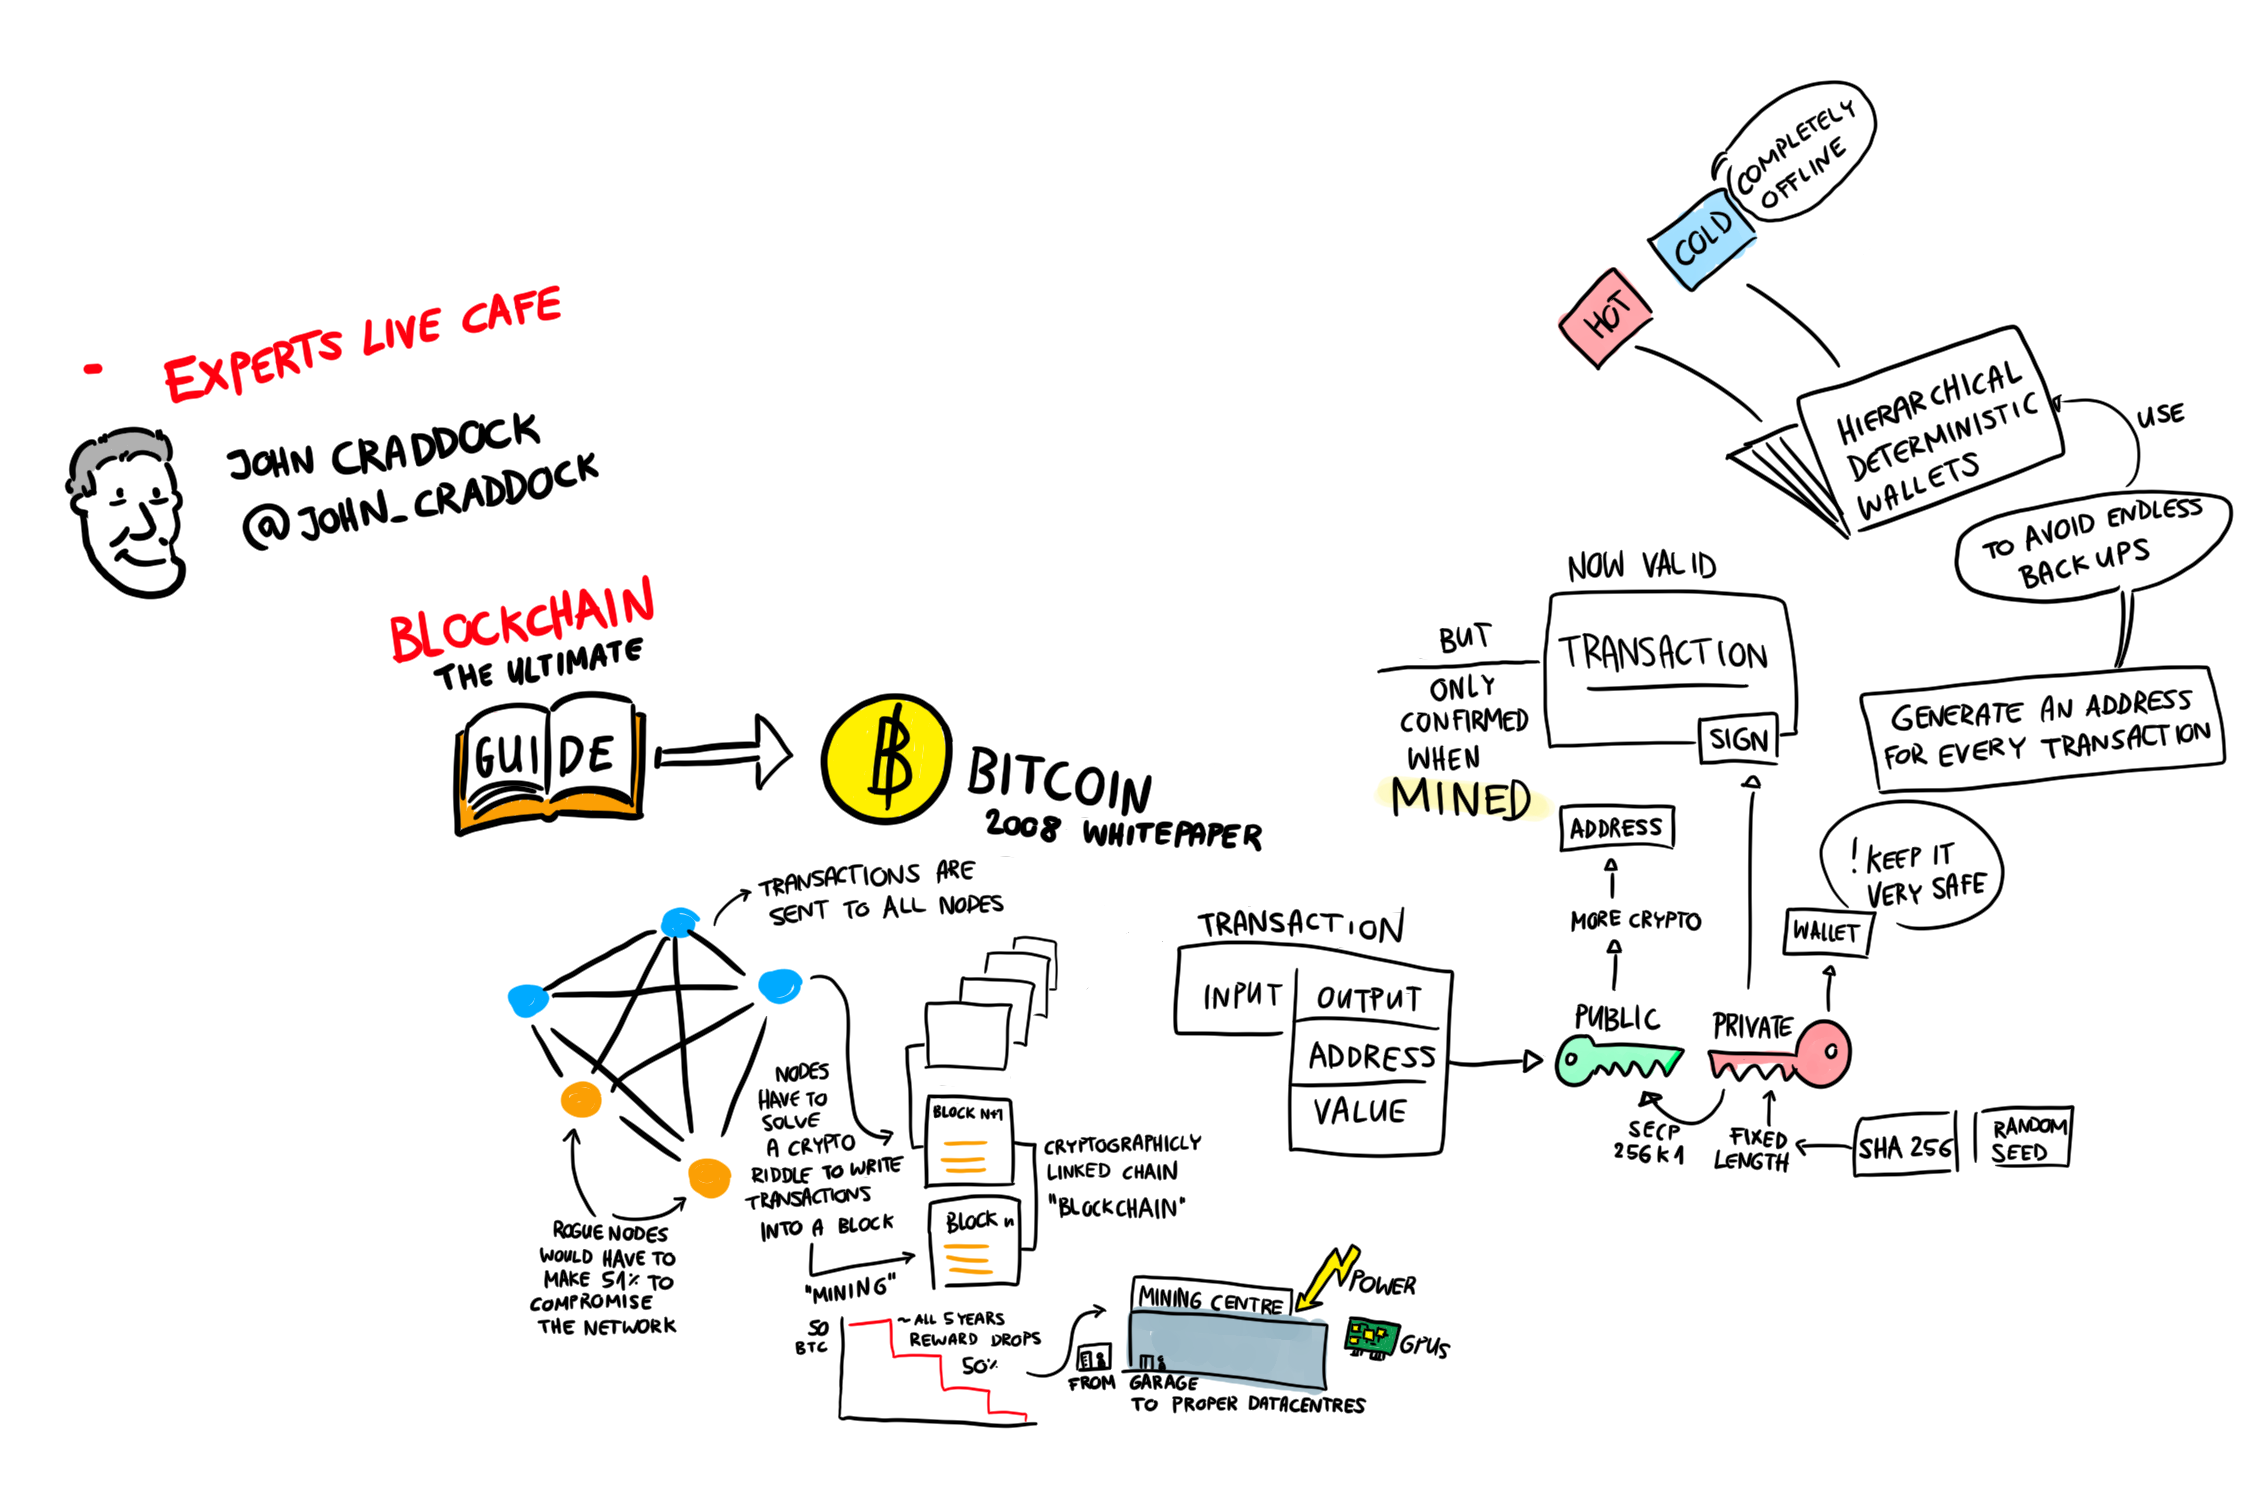 - EXPERTS LIVE CAFE
JOHN CRADDOCK
@JOHN_CRADDOCK
BLOCKCHAIN
THE ULTIMATE
GUIDE
BITCOIN
2008 WHITEPAPER
TRANSACTIONS ARE
SENT TO ALL NODES
ROGUE NODES
WOULD HAVE TO
MAKE 51% TO
COMPROMISE
THE NETWORK
NODES
HAVE TO
SOLVE
A CRYPTO
RIDDLE TO WRITE
TRANSACTIONS
INTO A BLOCK
"MINING"
BLOCK N+1
BLOCK n
CRYPTOGRAPHICLY
LINKED CHAIN
"BLOCKCHAIN"
50
BTC
~ ALL 5 YEARS
REWARD DROPS
50%
MINING CENTRE
POWER
GPUS
FROM GARAGE
TO PROPER DATACENTRES
TRANSACTION
INPUT
OUTPUT
ADDRESS
VALUE
PUBLIC
MORE CRYPTO
ADDRESS
PRIVATE
SECP
256K1
FIXED
LENGTH
SHA 256
RANDOM
SEED
WALLET
! KEEP IT
VERY SAFE
NOW VALID
TRANSACTION
SIGN
BUT
ONLY
CONFIRMED
WHEN
MINED
GENERATE AN ADDRESS
FOR EVERY TRANSACTION
TO AVOID ENDLESS
BACK UPS
USE
HIERARCHICAL
DETERMINISTIC
WALLETS
HOT
COLD
COMPLETELY
OFFLINE